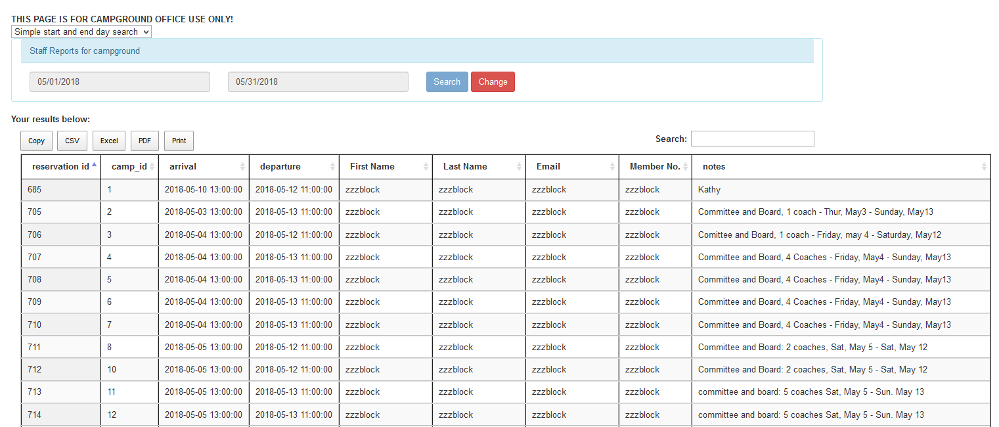 THIS PAGE IS FOR CAMPGROUND OFFICE USE ONLY!
Simple start and end day search
Staff Reports for campground
05/01/2018 05/31/2018 Search Change
Your results below:
Copy CSV Excel PDF Print Search:
reservation id camp_id arrival departure First Name Last Name Email Member No. notes
685 1 2018-05-10 13:00:00 2018-05-12 11:00:00 zzzblock zzzblock zzzblock zzzblock Kathy
705 2 2018-05-03 13:00:00 2018-05-13 11:00:00 zzzblock zzzblock zzzblock zzzblock Committee and Board, 1 coach - Thur, May3 - Sunday, May13
706 3 2018-05-04 13:00:00 2018-05-12 11:00:00 zzzblock zzzblock zzzblock zzzblock Comittee and Board, 1 coach - Friday, may 4 - Saturday, May12
707 4 2018-05-04 13:00:00 2018-05-13 11:00:00 zzzblock zzzblock zzzblock zzzblock Committee and Board, 4 Coaches - Friday, May4 - Sunday, May13
708 5 2018-05-04 13:00:00 2018-05-13 11:00:00 zzzblock zzzblock zzzblock zzzblock Committee and Board, 4 Coaches - Friday, May4 - Sunday, May13
709 6 2018-05-04 13:00:00 2018-05-13 11:00:00 zzzblock zzzblock zzzblock zzzblock Committee and Board, 4 Coaches - Friday, May4 - Sunday, May13
710 7 2018-05-04 13:00:00 2018-05-13 11:00:00 zzzblock zzzblock zzzblock zzzblock Committee and Board, 4 Coaches - Friday, May4 - Sunday, May13
711 8 2018-05-05 13:00:00 2018-05-12 11:00:00 zzzblock zzzblock zzzblock zzzblock Committee and Board: 2 coaches, Sat, May 5 - Sat, May 12
712 10 2018-05-05 13:00:00 2018-05-12 11:00:00 zzzblock zzzblock zzzblock zzzblock Committee and Board: 2 coaches, Sat, May 5 - Sat, May 12
713 11 2018-05-05 13:00:00 2018-05-13 11:00:00 zzzblock zzzblock zzzblock zzzblock committee and board: 5 coaches Sat, May 5 - Sun. May 13
714 12 2018-05-05 13:00:00 2018-05-13 11:00:00 zzzblock zzzblock zzzblock zzzblock committee and board: 5 coaches Sat, May 5 - Sun. May 13